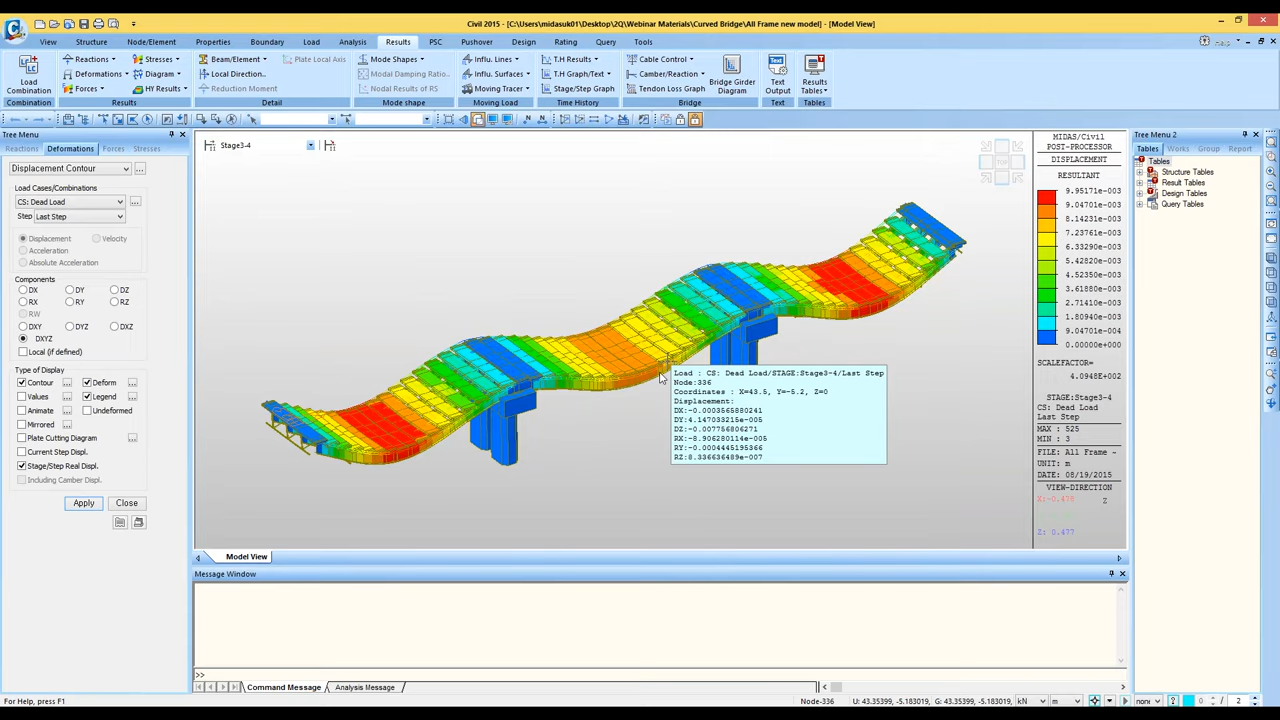 Civil 2015 - [C:\Users\midasuk01\Desktop\2Q\Webinar Materials\Curved Bridge\All Frame new model] - [Model View]
View Structure Node/Element Properties Boundary Load Analysis Results PSC Pushover Design Rating Query Tools Help
Load Combination
Reactions Deformations Forces
Stresses Diagram HY Results
Beam/Element Local Direction... Reduction Moment
Plate Local Axis
Mode Shapes Modal Damping Ratio... Nodal Results of RS
Influ. Lines Influ. Surfaces Moving Tracer
T.H Results T.H Graph/Text Stage/Step Graph
Cable Control Camber/Reaction Tendon Loss Graph
Bridge Girder Diagram
Text Output
Results Tables
Combination Results Detail Mode shape Moving Load Time History Bridge Text Tables
Tree Menu
Reactions Deformations Forces Stresses
Displacement Contour ...
Load Cases/Combinations
CS: Dead Load ...
Step Last Step
Displacement Velocity
Acceleration
Absolute Acceleration
Components
DX DY DZ
RX RY RZ
RW
DXY DYZ DXZ
DXYZ
Local (if defined)
Type of Display
Contour ... Deform ...
Values ... Legend ...
Animate ... Undeformed
Mirrored ...
Plate Cutting Diagram ...
Current Step Displ.
Stage/Step Real Displ.
Including Camber Displ.
Apply Close
Stage3-4
TOP
Load : CS: Dead Load/STAGE:Stage3-4/Last Step
Node:336
Coordinates : X=43.5, Y=-5.2, Z=0
Displacement:
DX:-0.0003565880241
DY:4.147033215e-005
DZ:-0.007756806271
RX:-8.906280114e-005
RY:-0.0004445195366
RZ:8.336636489e-007
MIDAS/Civil
POST-PROCESSOR
DISPLACEMENT
RESULTANT
9.95171e-003
9.04701e-003
8.14231e-003
7.23761e-003
6.33290e-003
5.42820e-003
4.52350e-003
3.61880e-003
2.71410e-003
1.80940e-003
9.04701e-004
0.00000e+000
SCALEFACTOR=
4.0948E+002
STAGE:Stage3-4
CS: Dead Load
Last Step
MAX : 525
MIN : 3
FILE: All Frame ~
UNIT: m
DATE: 08/19/2015
VIEW-DIRECTION
X:-0.478
Z
Z: 0.477
Tree Menu 2
Tables Works Group Report
Tables
Structure Tables
Result Tables
Design Tables
Query Tables
Model View
Message Window
>>
Command Message Analysis Message
For Help, press F1
Node-336
U: 43.35399, -5.183019, G: 43.35399, -5.183019,
kN m none ? 0 / 2